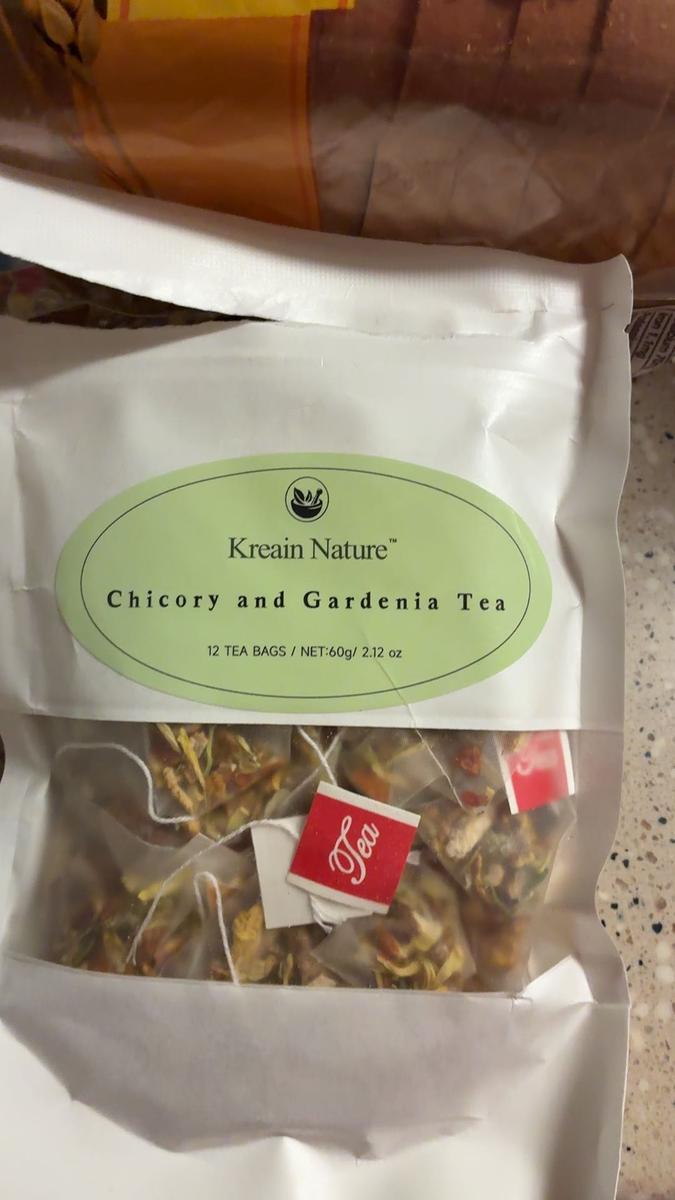 Kreain Nature™
Chicory and Gardenia Tea
12 TEA BAGS / NET:60g/ 2.12 oz
Tea